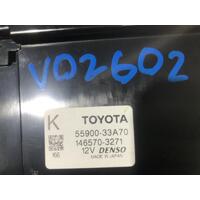 V02602
K
TOYOTA
55900-33A70
146570-3271
12V DENSO
MADE IN JAPAN